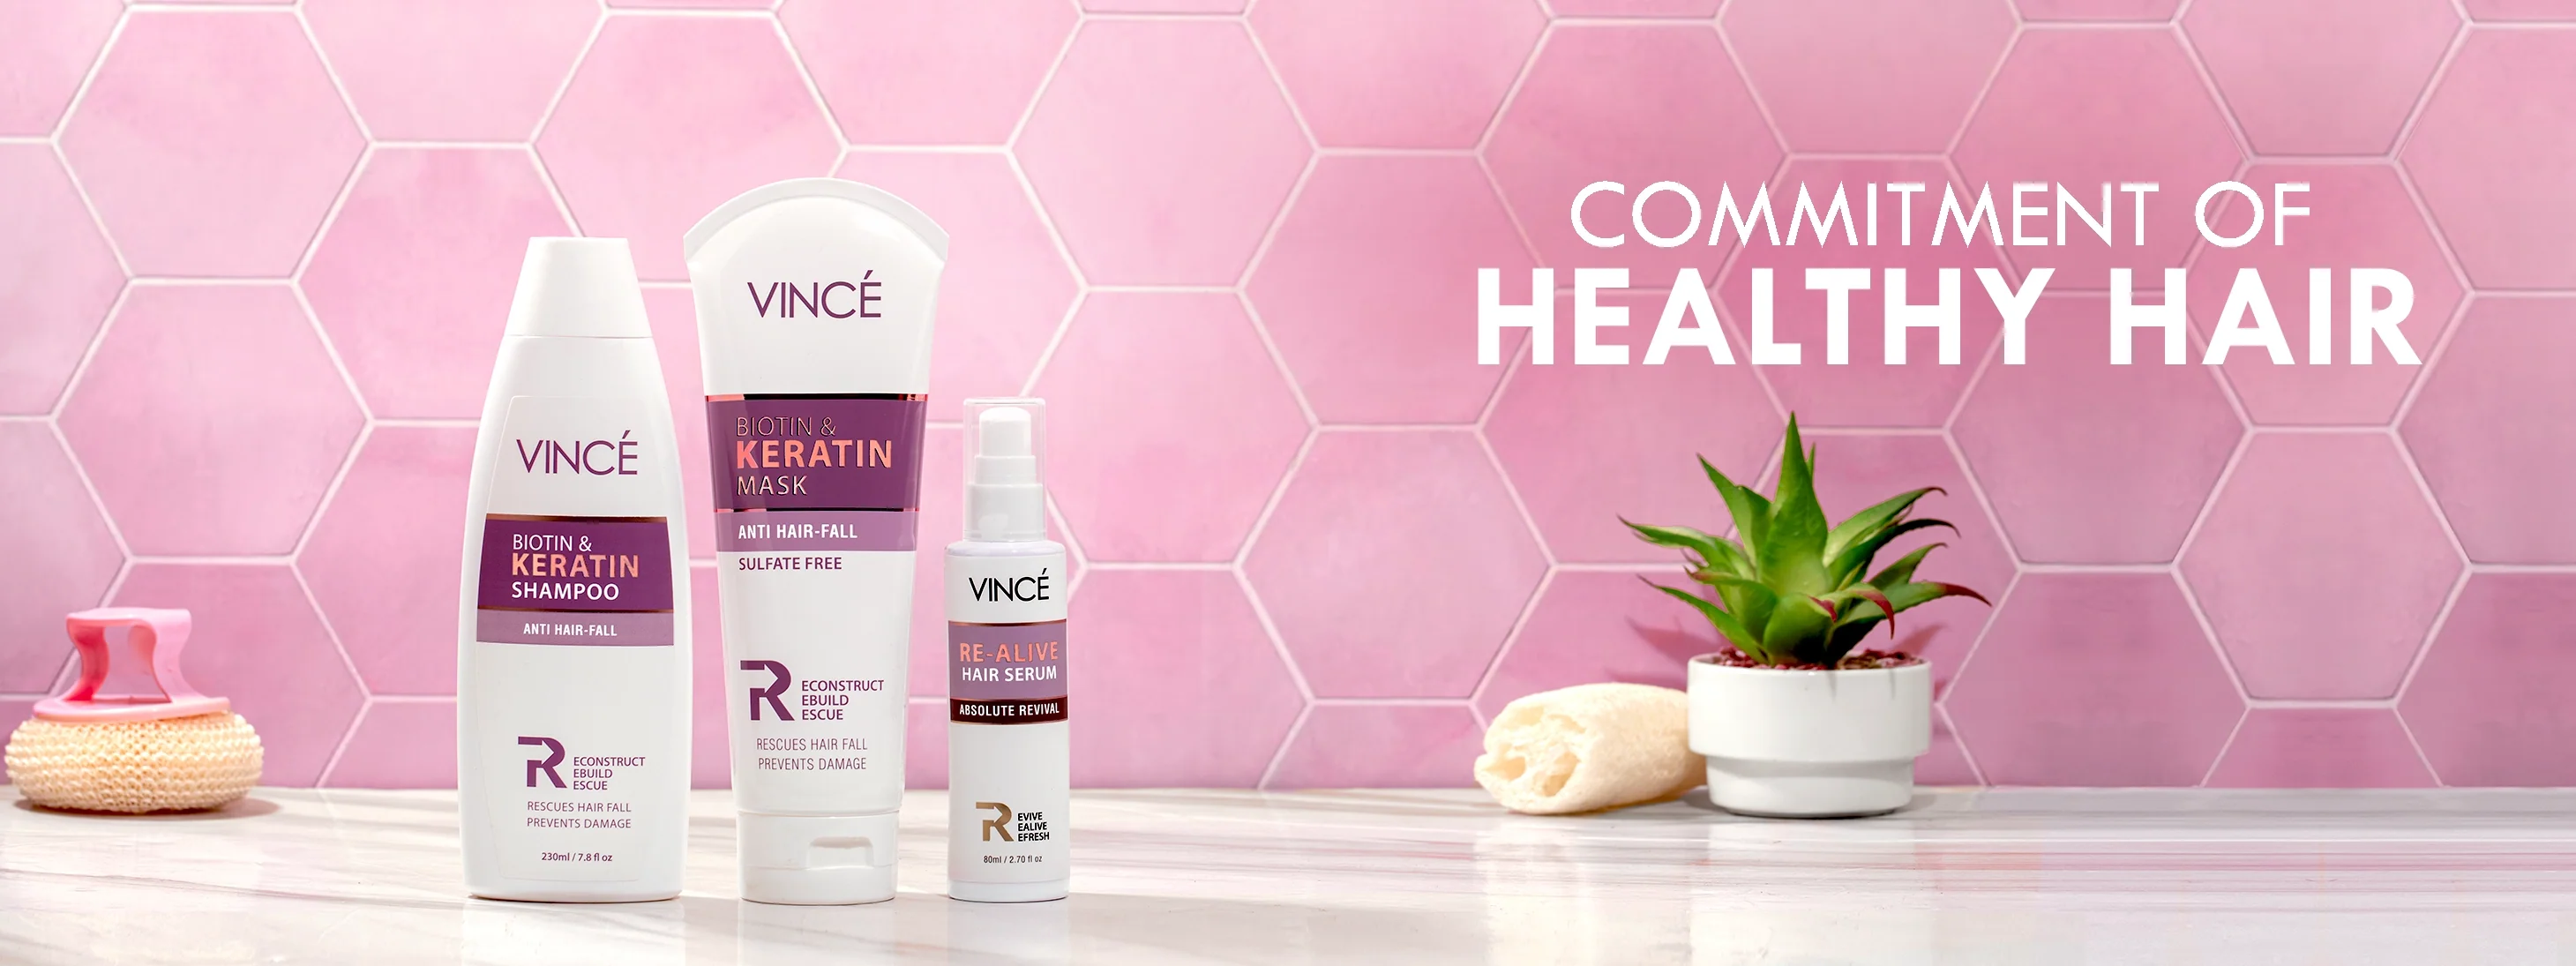 COMMITMENT OF
HEALTHY HAIR
VINCÉ
BIOTIN &
KERATIN
SHAMPOO
ANTI HAIR-FALL
R ECONSTRUCT
EBUILD
ESCUE
RESCUES HAIR FALL
PREVENTS DAMAGE
230ml / 7.8 fl oz
VINCÉ
BIOTIN &
KERATIN
MASK
ANTI HAIR-FALL
SULFATE FREE
R ECONSTRUCT
EBUILD
ESCUE
RESCUES HAIR FALL
PREVENTS DAMAGE
VINCÉ
RE-ALIVE
HAIR SERUM
ABSOLUTE REVIVAL
R EVIVE
EALIVE
EFRESH
80ml / 2.70 fl oz